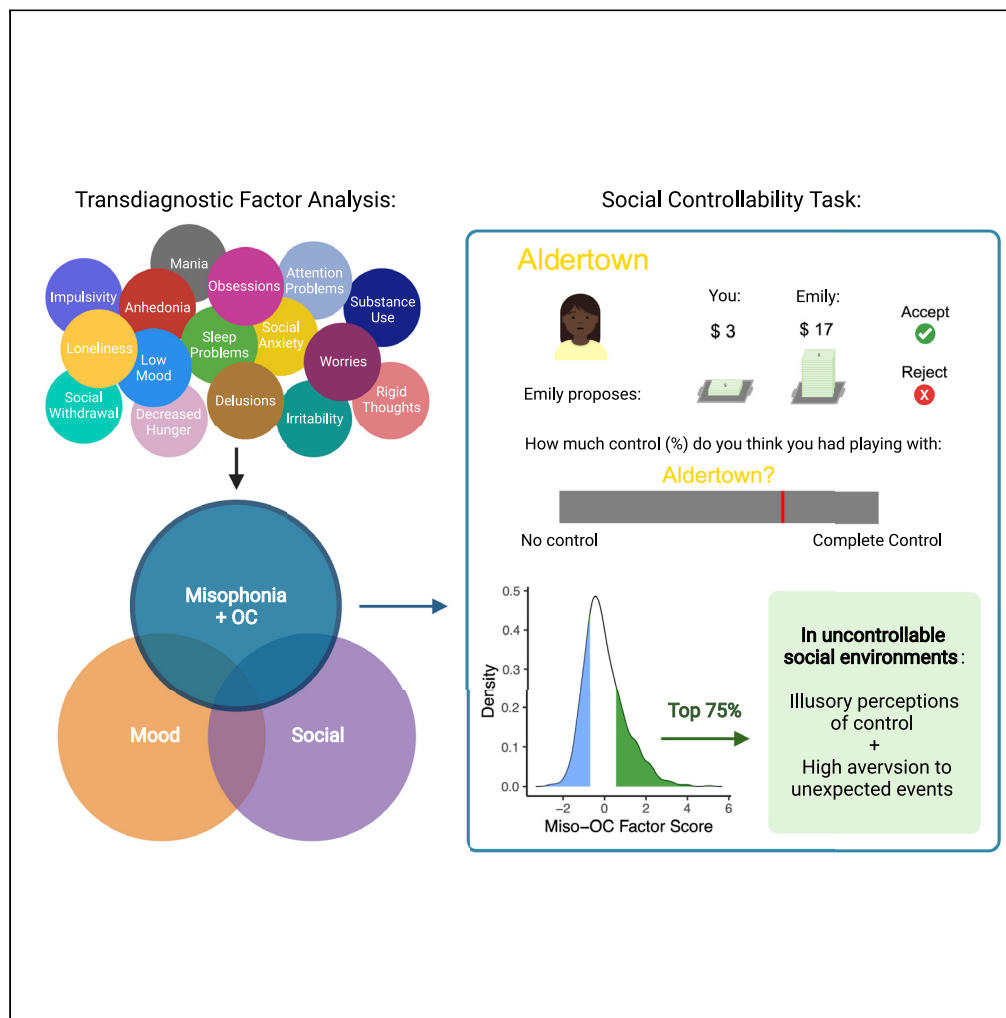 Transdiagnostic Factor Analysis:
Mania
Impulsivity
Anhedonia
Obsessions
Attention
Problems
Substance
Use
Loneliness
Low
Mood
Sleep
Problems
Social
Anxiety
Worries
Social
Withdrawal
Decreased
Hunger
Delusions
Irritability
Rigid
Thoughts
Misophonia
+ OC
Mood
Social
Social Controllability Task:
Aldertown
You:
Emily:
$ 3
$ 17
Accept
Reject
X
$
$
Emily proposes:
How much control (%) do you think you had playing with:
Aldertown?
No control
Complete Control
Density
0.5
0.4
0.3
0.2
0.1
0.0
-2
0
2
4
6
Miso-OC Factor Score
Top 75%
In uncontrollable
social environments:
Illusory perceptions
of control
+
High avervsion to
unexpected events